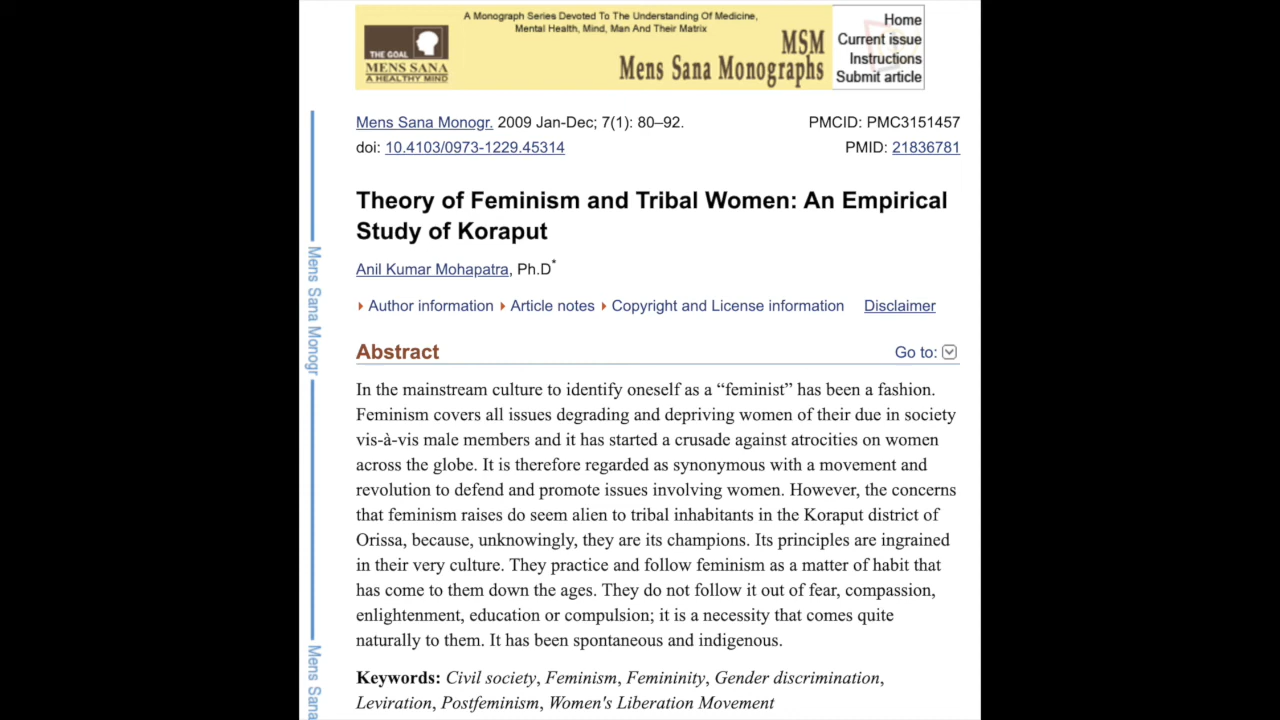 A Monograph Series Devoted To The Understanding Of Medicine,
Mental Health, Mind, Man And Their Matrix
THE GOAL
MENS SANA
A HEALTHY MIND
MSM
Mens Sana Monographs
Home
Current issue
Instructions
Submit article
Mens Sana Monogr. 2009 Jan-Dec; 7(1): 80–92.
PMCID: PMC3151457
doi: 10.4103/0973-1229.45314
PMID: 21836781
Theory of Feminism and Tribal Women: An Empirical
Study of Koraput
Anil Kumar Mohapatra, Ph.D*
Author information
Article notes
Copyright and License information
Disclaimer
Abstract
Go to:
In the mainstream culture to identify oneself as a “feminist” has been a fashion.
Feminism covers all issues degrading and depriving women of their due in society
vis-à-vis male members and it has started a crusade against atrocities on women
across the globe. It is therefore regarded as synonymous with a movement and
revolution to defend and promote issues involving women. However, the concerns
that feminism raises do seem alien to tribal inhabitants in the Koraput district of
Orissa, because, unknowingly, they are its champions. Its principles are ingrained
in their very culture. They practice and follow feminism as a matter of habit that
has come to them down the ages. They do not follow it out of fear, compassion,
enlightenment, education or compulsion; it is a necessity that comes quite
naturally to them. It has been spontaneous and indigenous.
Keywords: Civil society, Feminism, Femininity, Gender discrimination,
Leviration, Postfeminism, Women's Liberation Movement
Mens Sana Monogr
Mens Sana